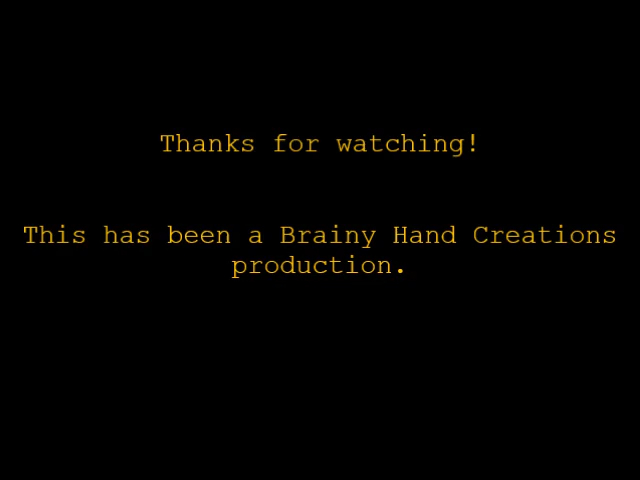 Thanks for watching!
This has been a Brainy Hand Creations
production.